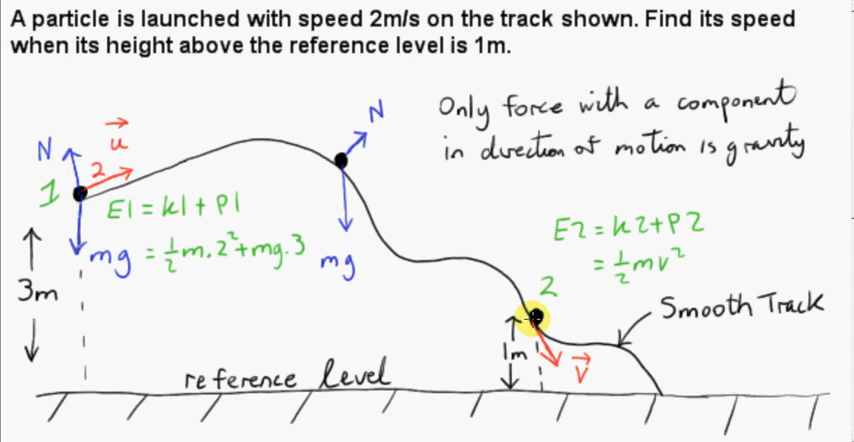 A particle is launched with speed 2m/s on the track shown. Find its speed
when its height above the reference level is 1m.
Only force with a component
in direction of motion is gravity
N
u
2
1
N
E1 = k1 + P1
= ½m.2² + mg.3
mg
mg
3m
E2 = k2 + P2
= ½mv²
2
Smooth Track
1m
v
reference level